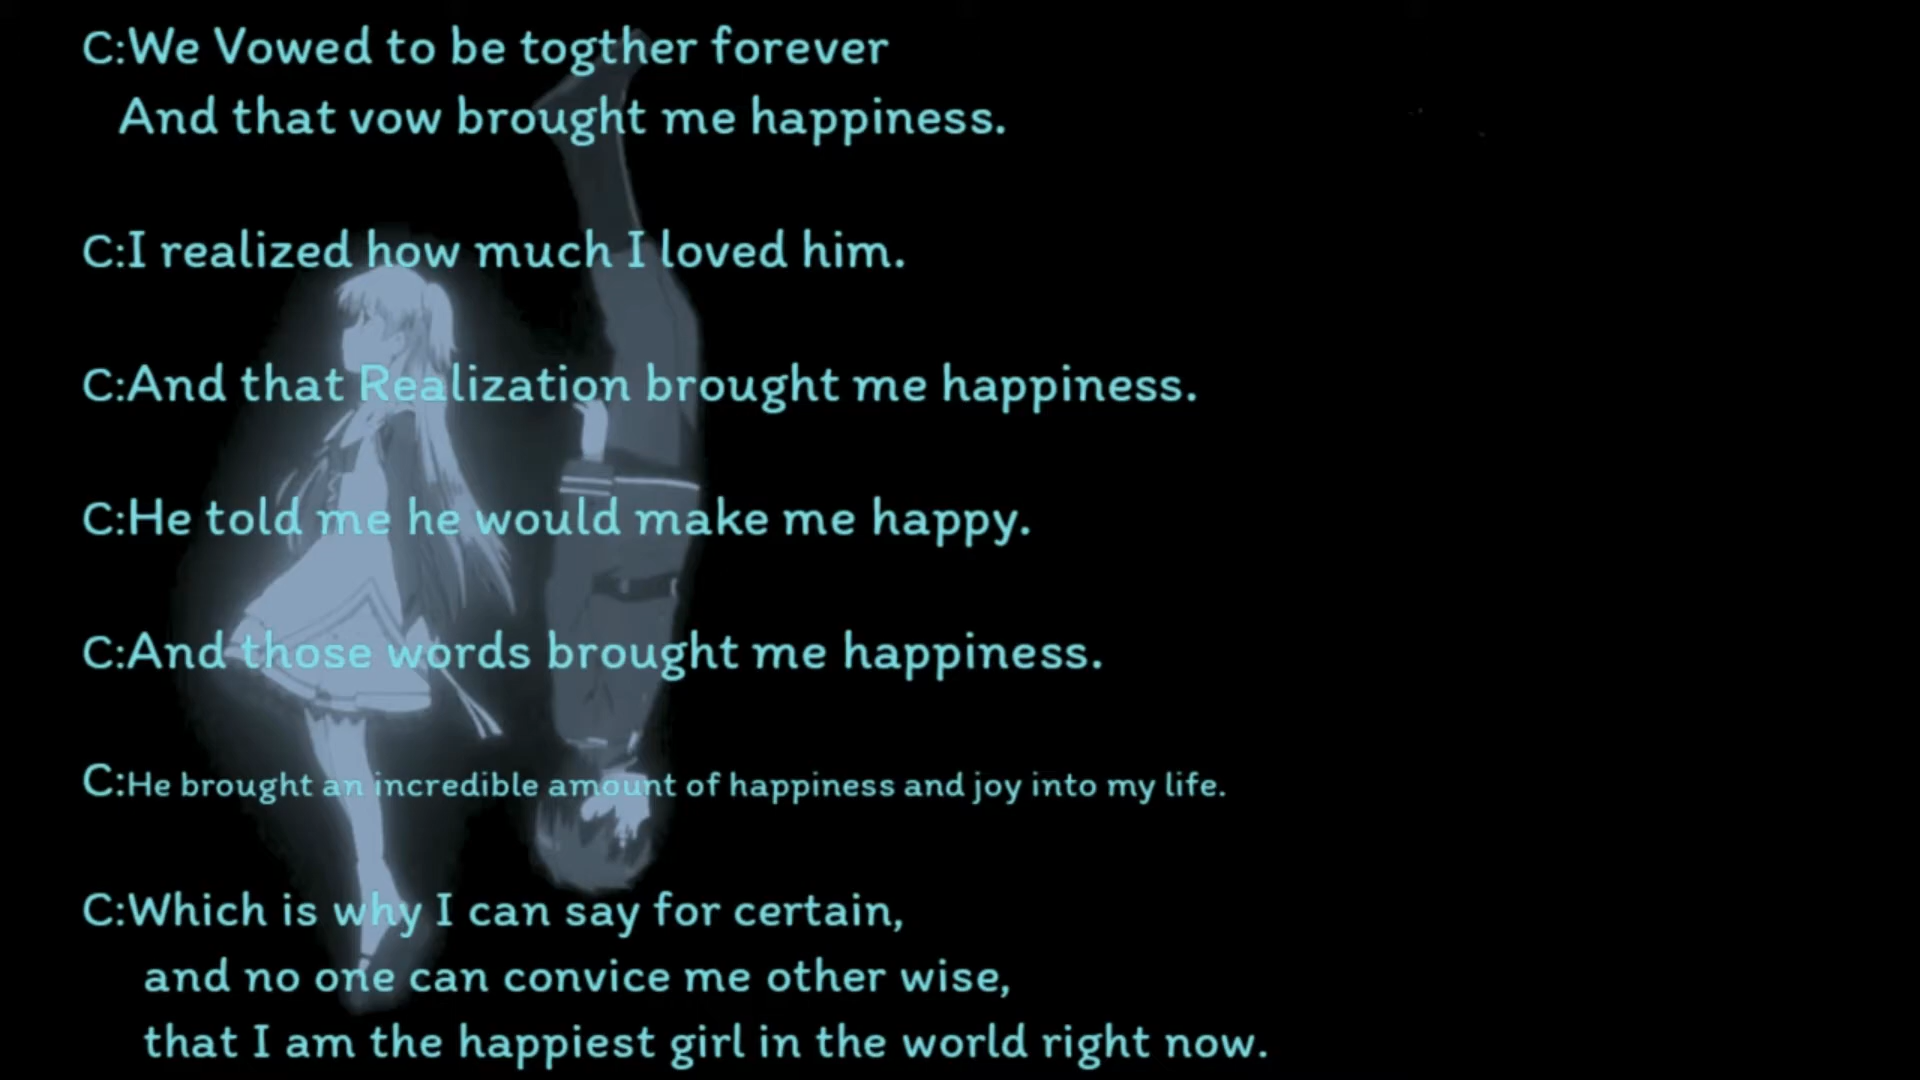 C:We Vowed to be togther forever
And that vow brought me happiness.
C:I realized how much I loved him.
C:And that Realization brought me happiness.
C:He told me he would make me happy.
C:And those words brought me happiness.
C:He brought an incredible amount of happiness and joy into my life.
C:Which is why I can say for certain,
and no one can convice me other wise,
that I am the happiest girl in the world right now.